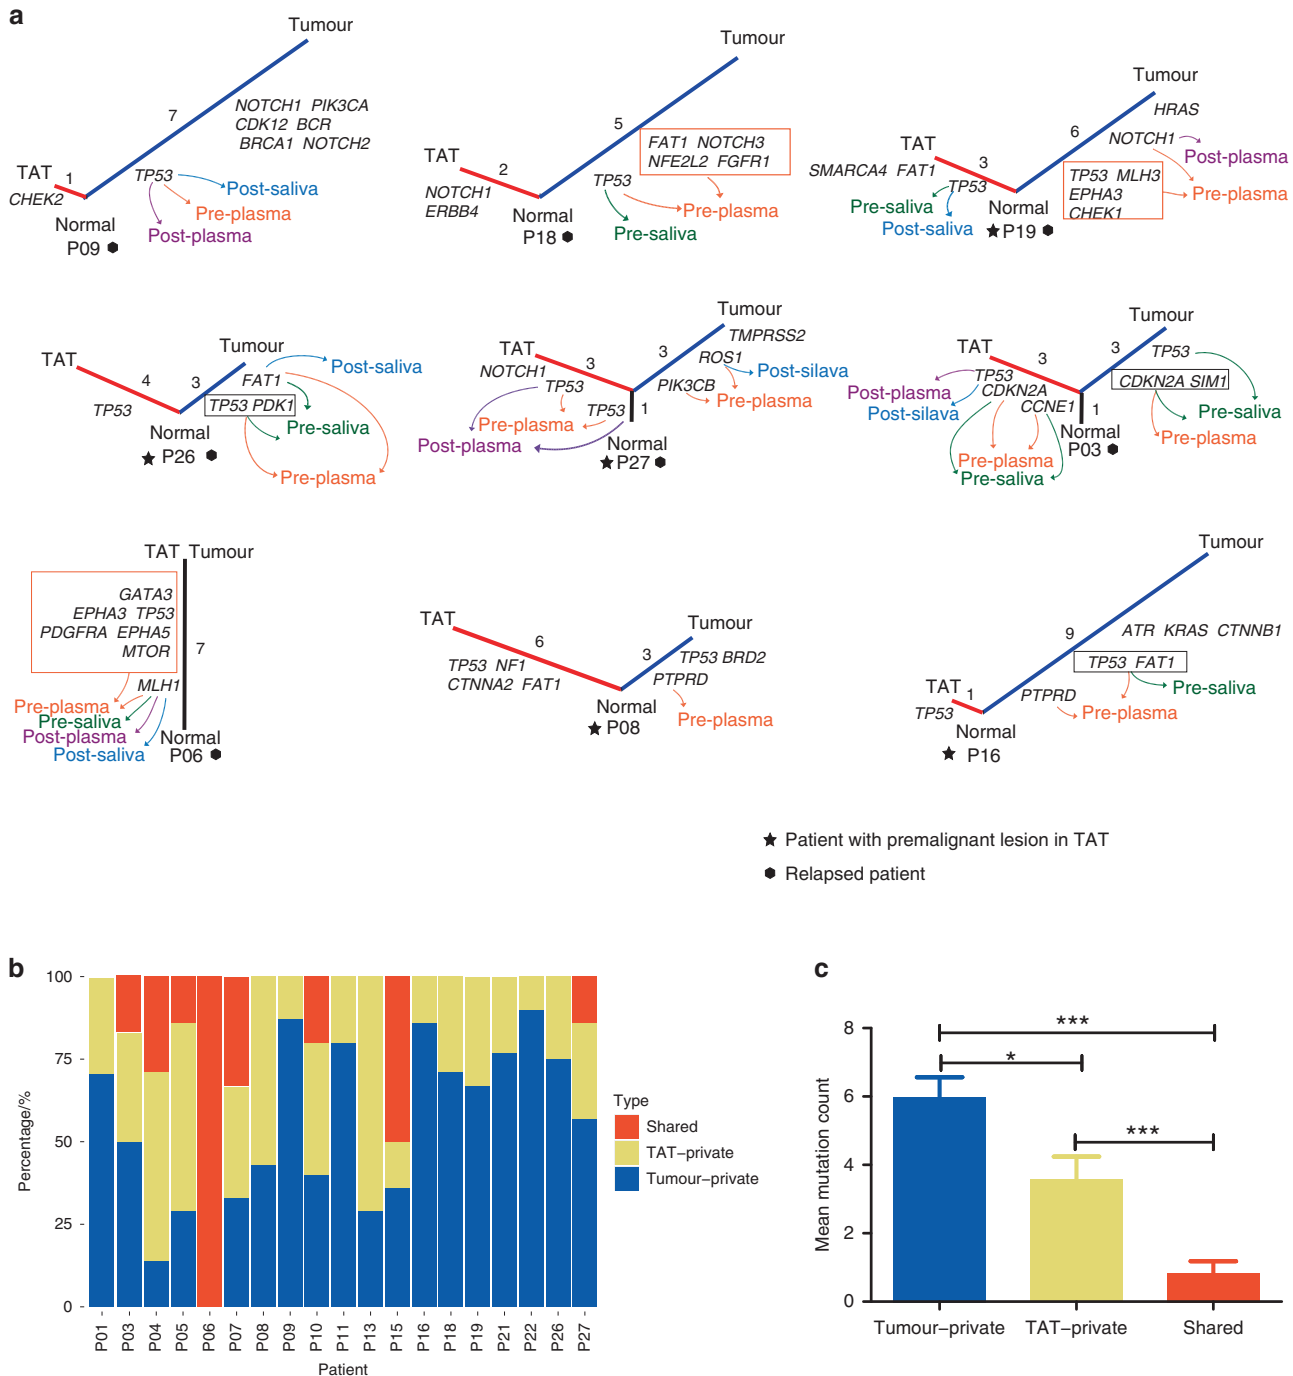 a
Tumour
7
NOTCH1 PIK3CA
CDK12 BCR
BRCA1 NOTCH2
TAT
1
CHEK2
TP53
Post-saliva
Pre-plasma
Post-plasma
Normal
P09
Tumour
5
FAT1 NOTCH3
NFE2L2 FGFR1
TAT
2
NOTCH1
ERBB4
TP53
Pre-plasma
Pre-saliva
Normal
P18
Tumour
HRAS
6
NOTCH1
Post-plasma
TAT
3
SMARCA4 FAT1
TP53
TP53 MLH3
EPHA3
CHEK1
Pre-plasma
Pre-saliva
Post-saliva
Normal
P19
TAT
4
TP53
Tumour
3
FAT1
Post-saliva
TP53 PDK1
Pre-saliva
Pre-plasma
Normal
P26
Tumour
TMPRSS2
3
ROS1
Post-silava
PIK3CB
Pre-plasma
TAT
3
NOTCH1
TP53
TP53
1
Pre-plasma
Post-plasma
Normal
P27
Tumour
3
TP53
CDKN2A SIM1
Pre-saliva
Pre-plasma
TAT
3
TP53
CDKN2A
CCNE1
1
Post-plasma
Post-silava
Pre-plasma
Pre-saliva
Normal
P03
TAT Tumour
GATA3
EPHA3 TP53
PDGFRA EPHA5
MTOR
7
MLH1
Pre-plasma
Pre-saliva
Post-plasma
Post-saliva
Normal
P06
TAT
6
TP53 NF1
CTNNA2 FAT1
Tumour
3
TP53 BRD2
PTPRD
Pre-plasma
Normal
P08
Tumour
9
ATR KRAS CTNNB1
TP53 FAT1
Pre-saliva
PTPRD
Pre-plasma
TAT
1
TP53
Normal
P16
Patient with premalignant lesion in TAT
Relapsed patient
b
100
75
50
25
0
Percentage/%
P01 P03 P04 P05 P06 P07 P08 P09 P10 P11 P13 P15 P16 P18 P19 P21 P22 P26 P27
Patient
Type
Shared
TAT–private
Tumour–private
c
8
6
4
2
0
Mean mutation count
***
*
***
Tumour–private TAT–private Shared